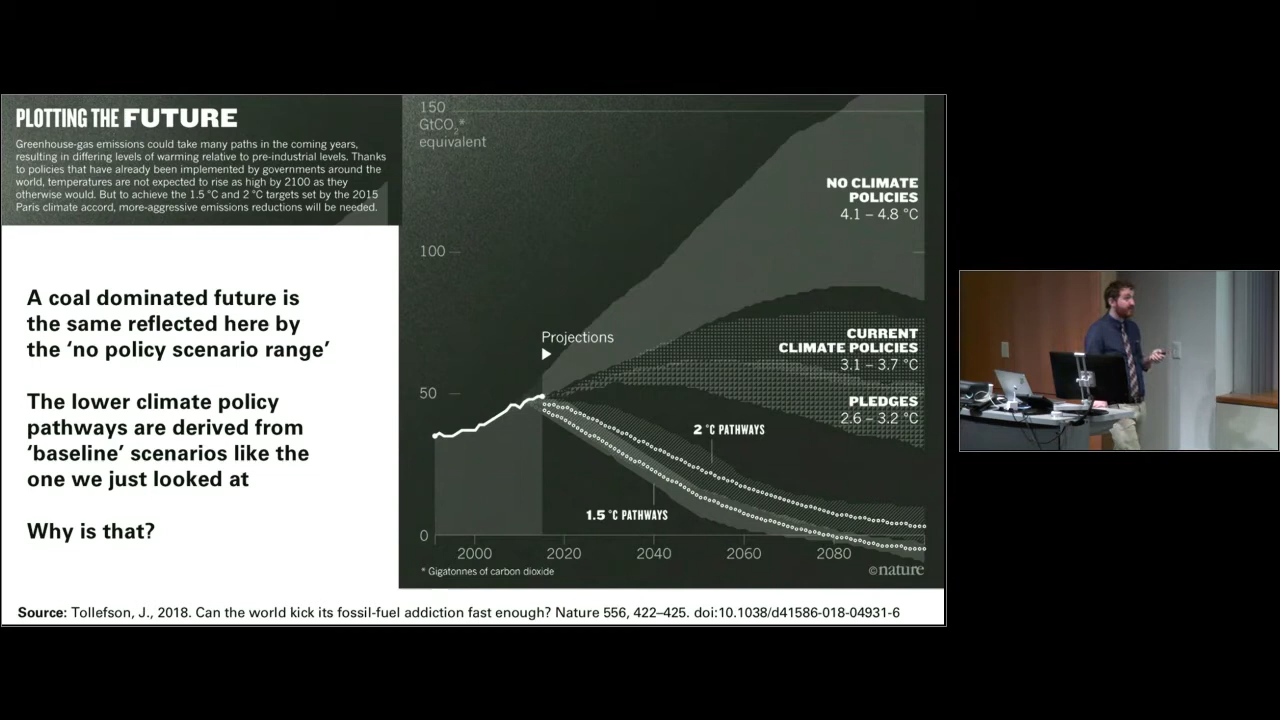 PLOTTING THE FUTURE
Greenhouse-gas emissions could take many paths in the coming years,
resulting in differing levels of warming relative to pre-industrial levels. Thanks
to policies that have already been implemented by governments around the
world, temperatures are not expected to rise as high by 2100 as they
otherwise would. But to achieve the 1.5 °C and 2 °C targets set by the 2015
Paris climate accord, more-aggressive emissions reductions will be needed.
A coal dominated future is
the same reflected here by
the ‘no policy scenario range’
The lower climate policy
pathways are derived from
‘baseline’ scenarios like the
one we just looked at
Why is that?
150
GtCO₂*
equivalent
NO CLIMATE
POLICIES
4.1 – 4.8 °C
100
Projections
CURRENT
CLIMATE POLICIES
3.1 – 3.7 °C
50
PLEDGES
2.6 – 3.2 °C
2 °C PATHWAYS
1.5 °C PATHWAYS
0
2000 2020 2040 2060 2080
* Gigatonnes of carbon dioxide
©nature
Source: Tollefson, J., 2018. Can the world kick its fossil-fuel addiction fast enough? Nature 556, 422–425. doi:10.1038/d41586-018-04931-6